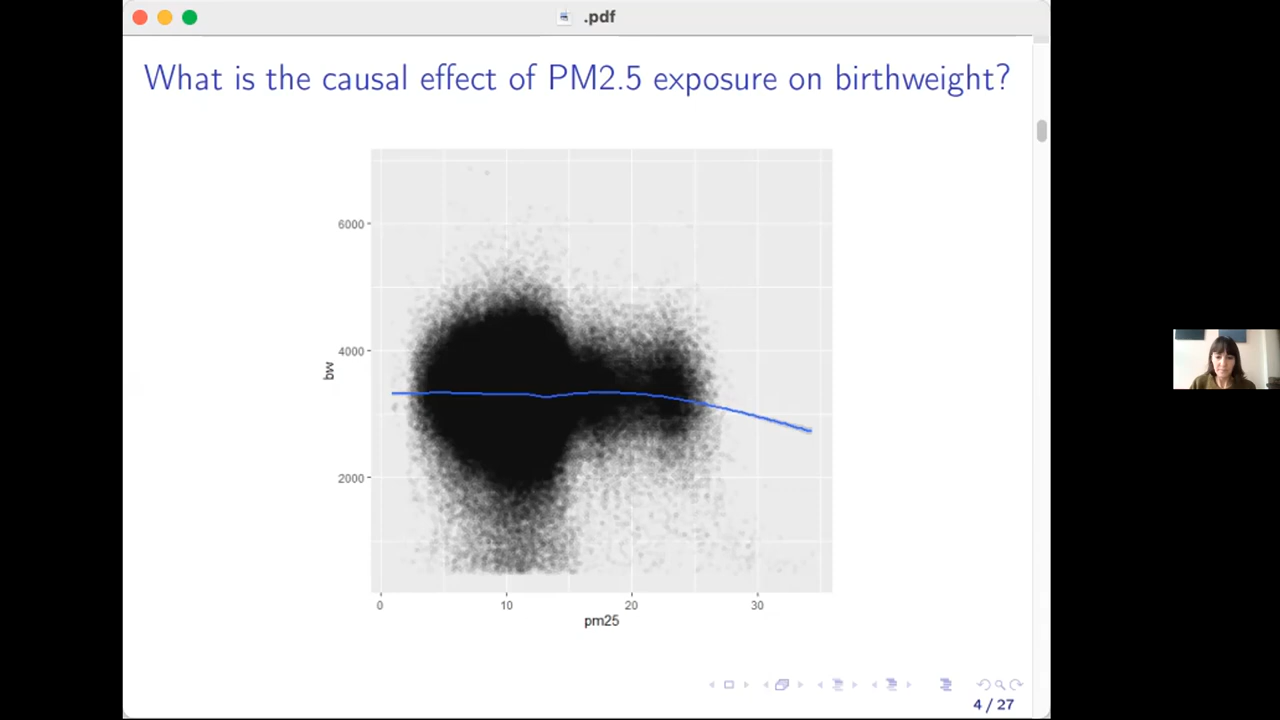 .pdf
What is the causal effect of PM2.5 exposure on birthweight?
6000
4000
2000
bw
0 10 20 30
pm25
4 / 27